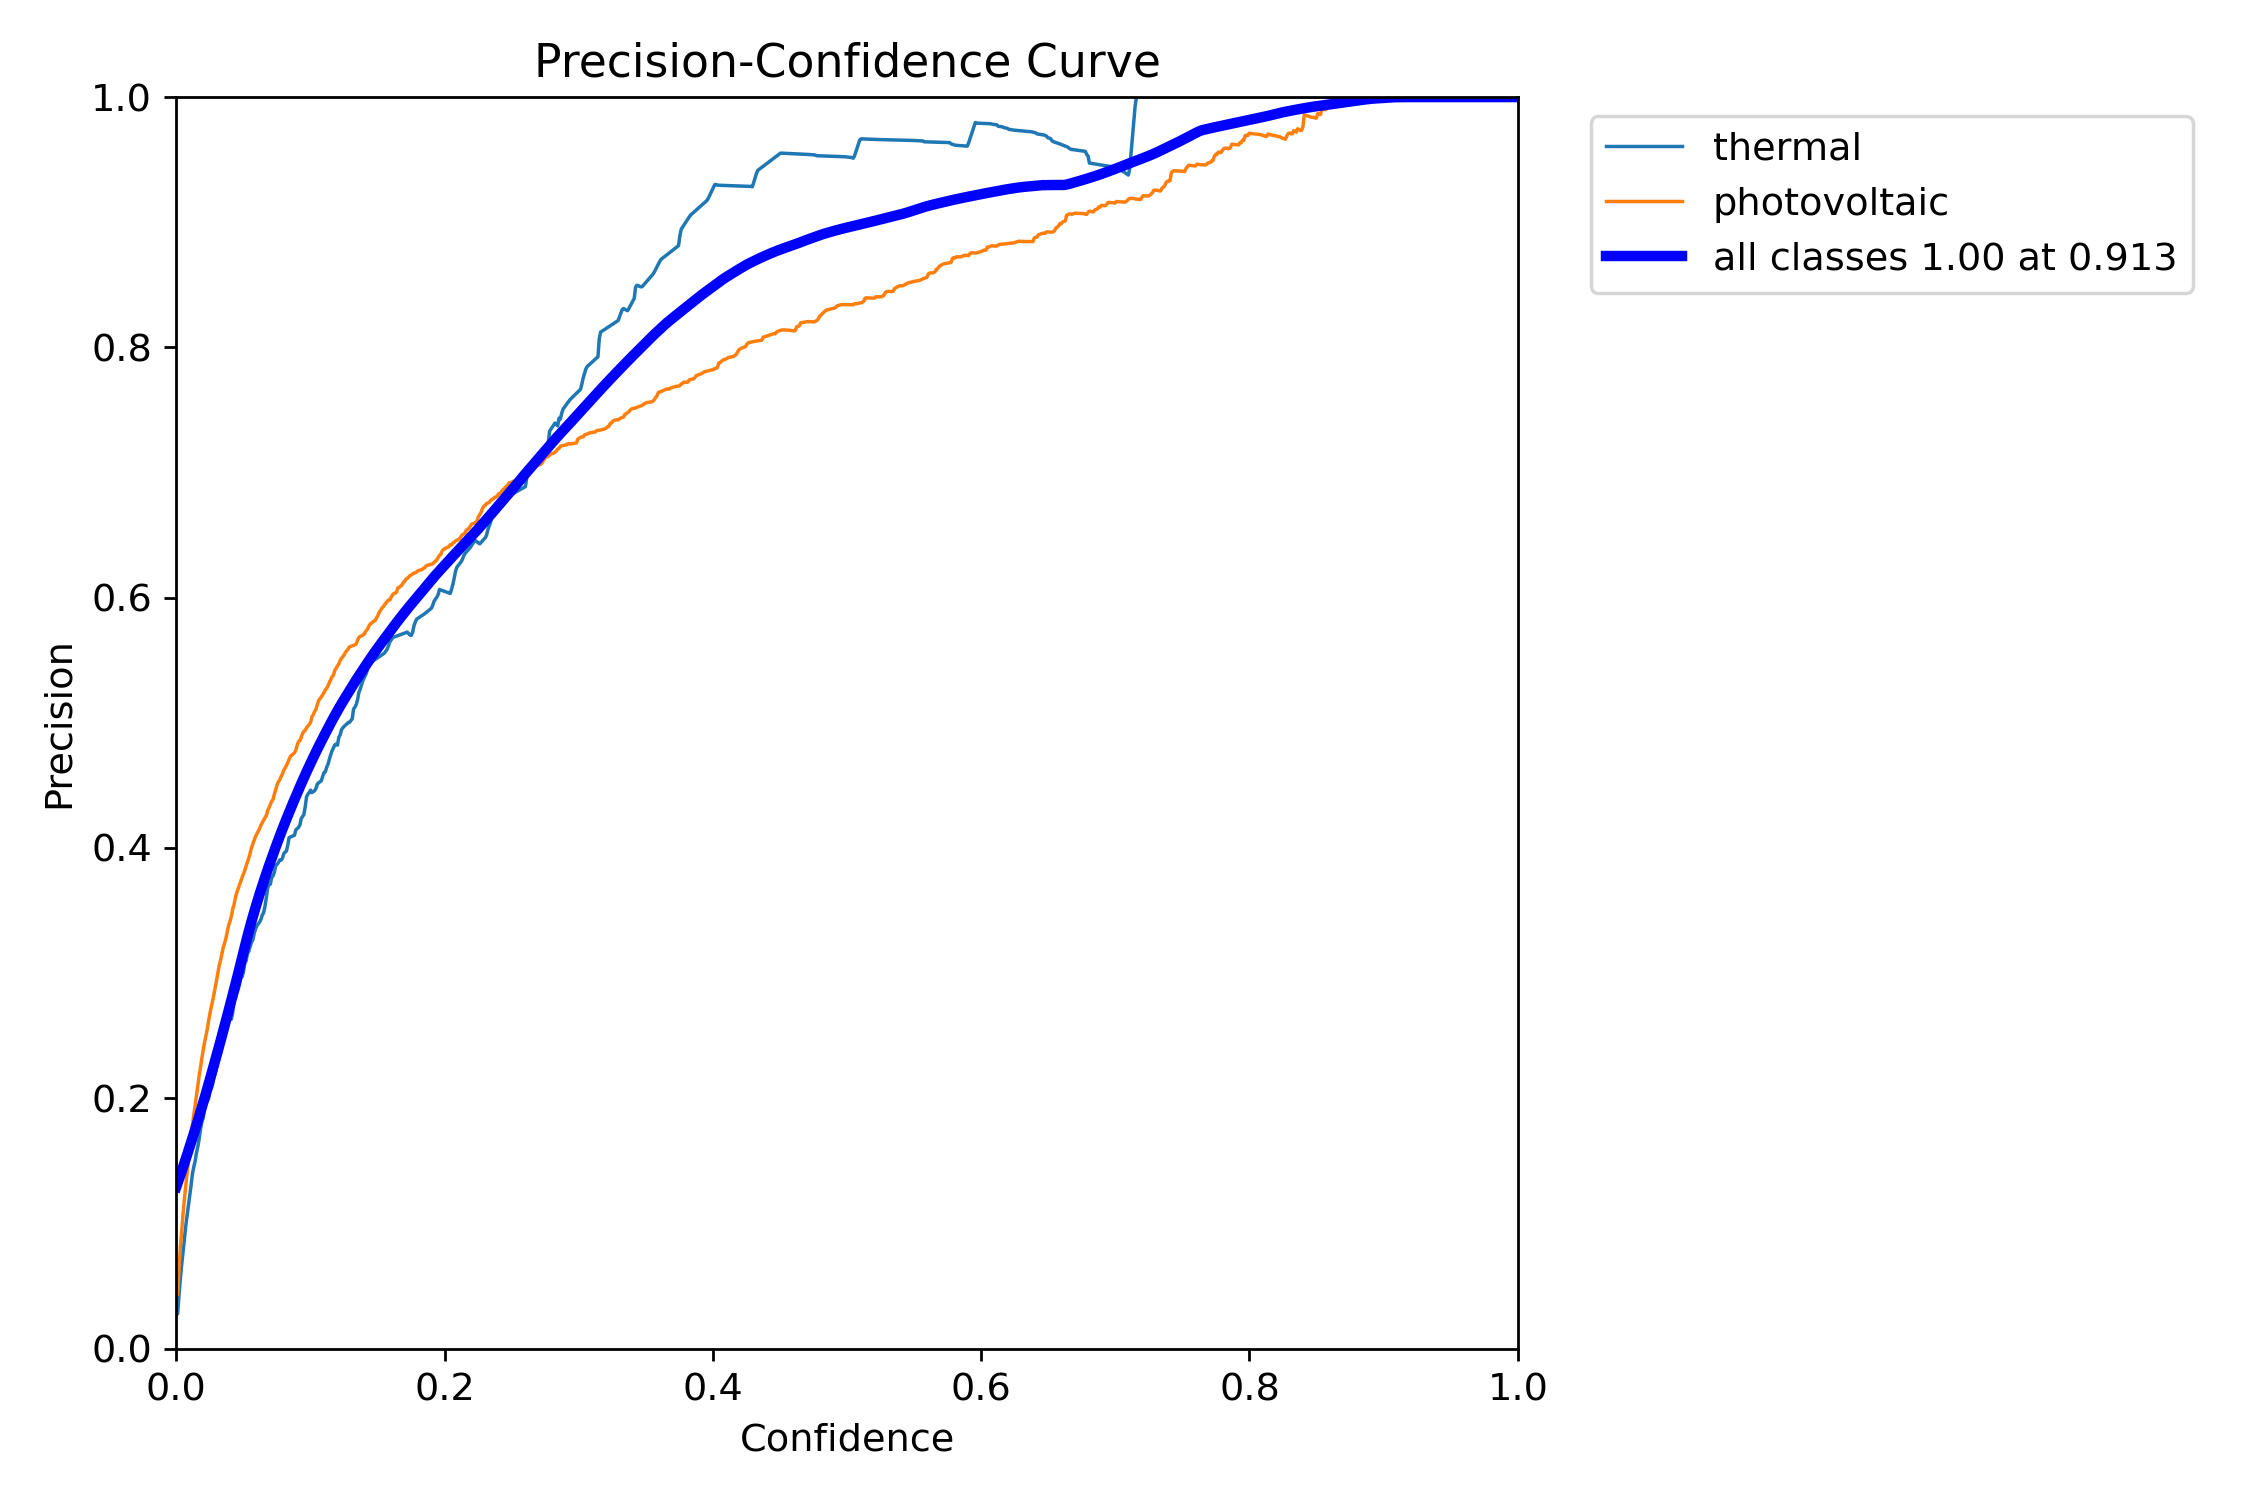 Precision-Confidence Curve
1.0
0.8
0.6
0.4
0.2
0.0
Precision
0.0 0.2 0.4 0.6 0.8 1.0
Confidence
thermal
photovoltaic
all classes 1.00 at 0.913